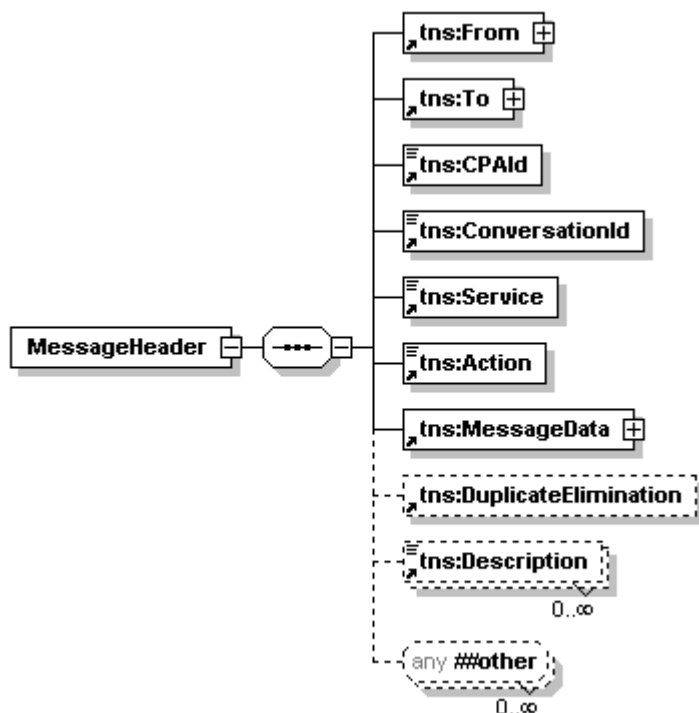 tns:From
tns:To
tns:CPAId
tns:ConversationId
tns:Service
MessageHeader
tns:Action
tns:MessageData
tns:DuplicateElimination
tns:Description
0..∞
any ##other
0..∞